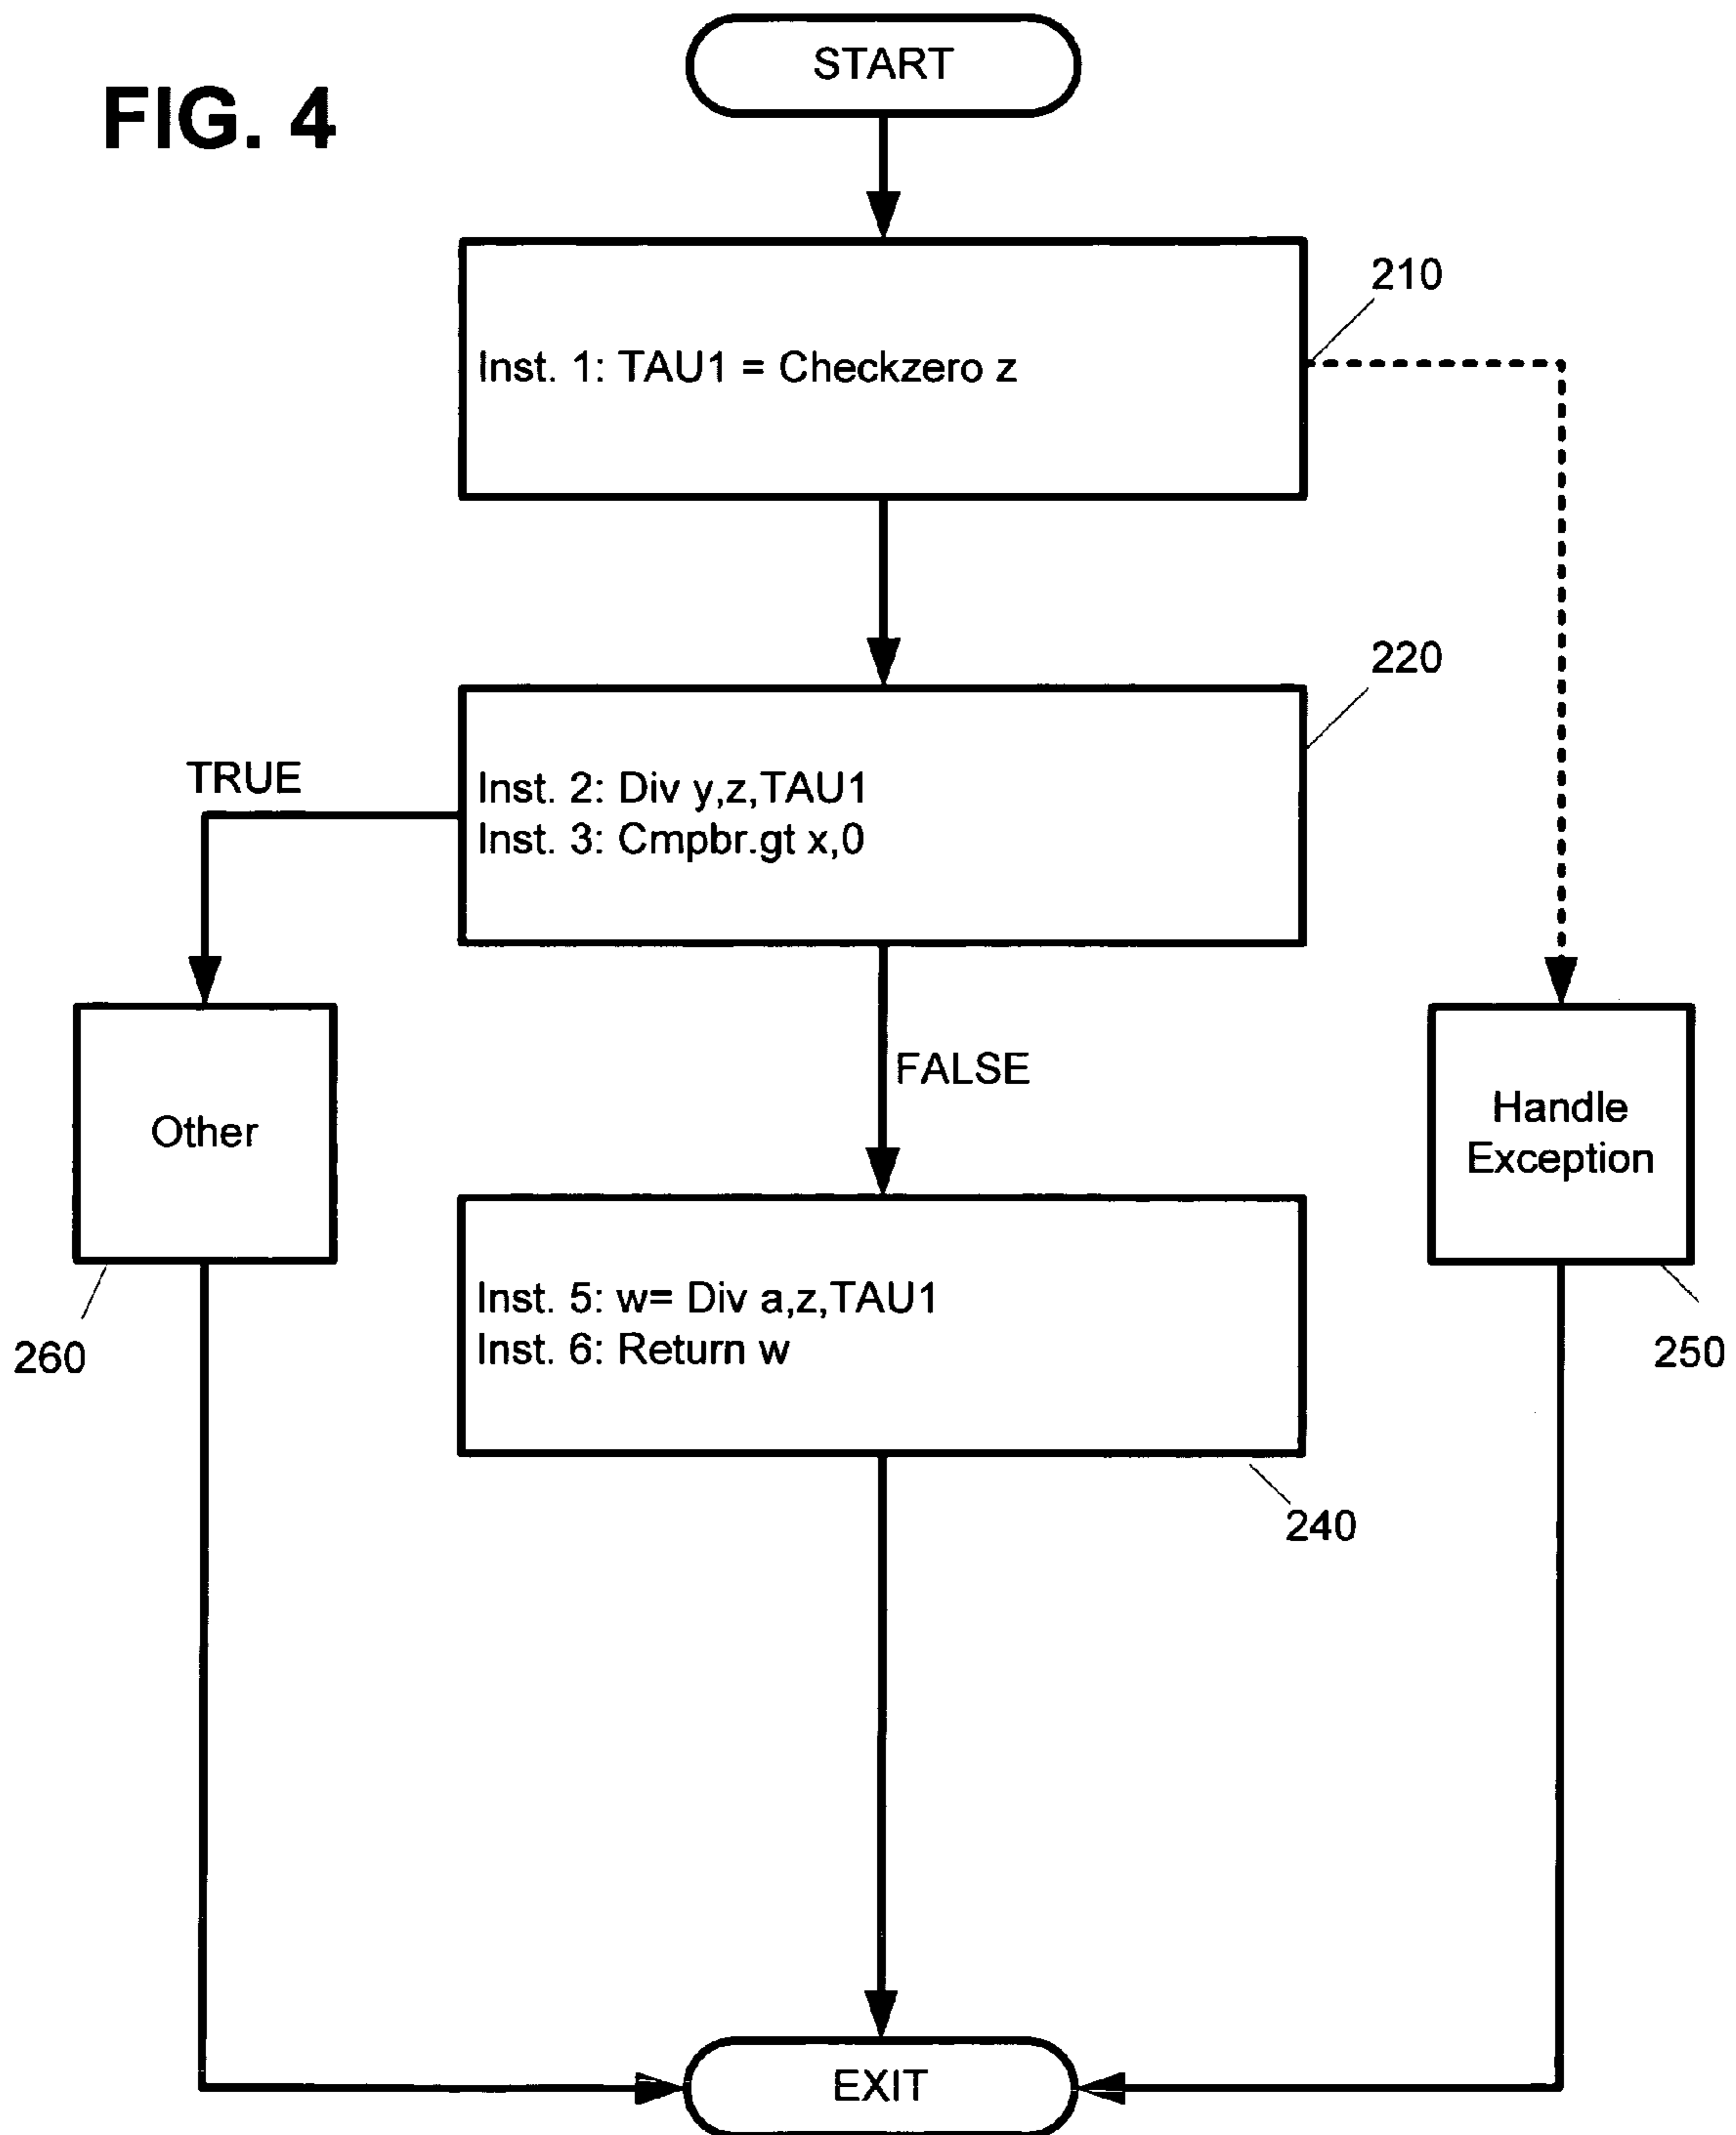 START
FIG. 4
210
Inst. 1: TAU1 = Checkzero z
220
TRUE
Inst. 2: Div y,z,TAU1
Inst. 3: Cmpbr.gt x,0
FALSE
Other
Handle
Exception
260
Inst. 5: w= Div a,z,TAU1
Inst. 6: Return w
250
240
EXIT